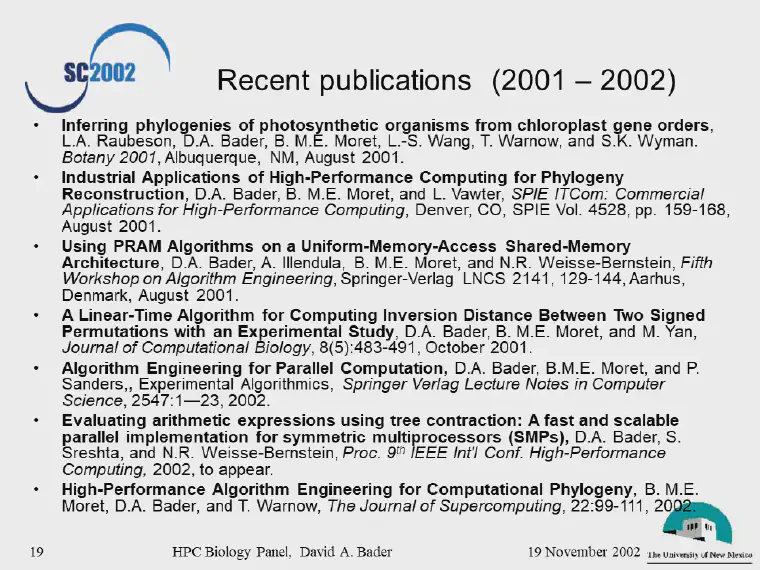 SC2002
Recent publications (2001 – 2002)
• Inferring phylogenies of photosynthetic organisms from chloroplast gene orders,
L.A. Raubeson, D.A. Bader, B. M.E. Moret, L.-S. Wang, T. Warnow, and S.K. Wyman.
Botany 2001, Albuquerque, NM, August 2001.
• Industrial Applications of High-Performance Computing for Phylogeny
Reconstruction, D.A. Bader, B. M.E. Moret, and L. Vawter, SPIE ITCom: Commercial
Applications for High-Performance Computing, Denver, CO, SPIE Vol. 4528, pp. 159-168,
August 2001.
• Using PRAM Algorithms on a Uniform-Memory-Access Shared-Memory
Architecture, D.A. Bader, A. Illendula, B. M.E. Moret, and N.R. Weisse-Bernstein, Fifth
Workshop on Algorithm Engineering, Springer-Verlag LNCS 2141, 129-144, Aarhus,
Denmark, August 2001.
• A Linear-Time Algorithm for Computing Inversion Distance Between Two Signed
Permutations with an Experimental Study, D.A. Bader, B. M.E. Moret, and M. Yan,
Journal of Computational Biology, 8(5):483-491, October 2001.
• Algorithm Engineering for Parallel Computation, D.A. Bader, B.M.E. Moret, and P.
Sanders,, Experimental Algorithmics, Springer Verlag Lecture Notes in Computer
Science, 2547:1—23, 2002.
• Evaluating arithmetic expressions using tree contraction: A fast and scalable
parallel implementation for symmetric multiprocessors (SMPs), D.A. Bader, S.
Sreshta, and N.R. Weisse-Bernstein, Proc. 9th IEEE Int'l Conf. High-Performance
Computing, 2002, to appear.
• High-Performance Algorithm Engineering for Computational Phylogeny, B. M.E.
Moret, D.A. Bader, and T. Warnow, The Journal of Supercomputing, 22:99-111, 2002.
19 HPC Biology Panel, David A. Bader 19 November 2002 The University of New Mexico